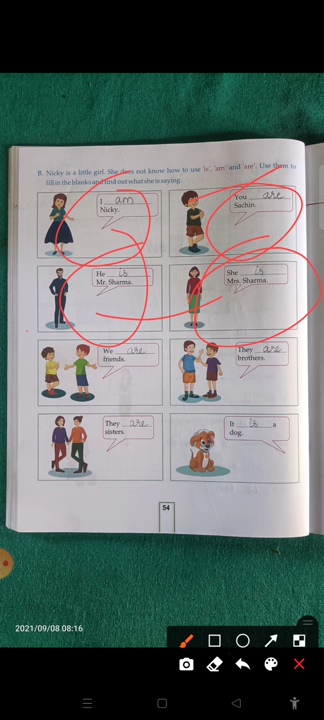 B. Nicky is a little girl. She does not know how to use 'is', 'am' and 'are'. Use them to
fill in the blanks and find out what she is saying.
I am
Nicky.
You are
Sachin.
He is
Mr. Sharma.
She is
Mrs. Sharma.
We are
friends.
They are
brothers.
They are
sisters.
It is a
dog.
54
2021/09/08 08:16